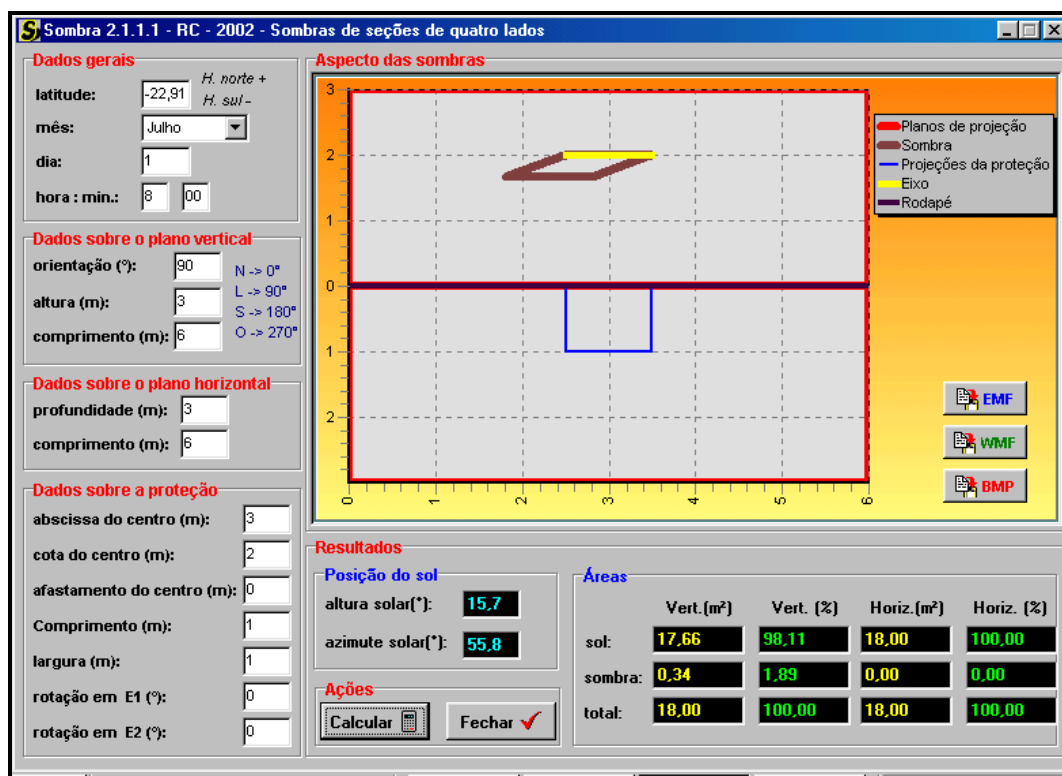 Sombra 2.1.1.1 - RC - 2002 - Sombras de seções de quatro lados
Dados gerais
latitude: -22,91
H. norte +
H. sul -
mês: Julho
dia: 1
hora : min.: 8 00
Dados sobre o plano vertical
orientação (º): 90
altura (m): 3
comprimento (m): 6
N -> 0º
L -> 90º
S -> 180º
O -> 270º
Dados sobre o plano horizontal
profundidade (m): 3
comprimento (m): 6
Dados sobre a proteção
abscissa do centro (m): 3
cota do centro (m): 2
afastamento do centro (m): 0
Comprimento (m): 1
largura (m): 1
rotação em E1 (º): 0
rotação em E2 (º): 0
Aspecto das sombras
3
2
1
0
1
2
0 1 2 3 4 5 6
Planos de projeção
Sombra
Projeções da proteção
Eixo
Rodapé
EMF
WMF
BMP
Resultados
Posição do sol
altura solar(°): 15,7
azimute solar(°): 55,8
Ações
Calcular
Fechar
Áreas
Vert.(m²) Vert. (%) Horiz.(m²) Horiz. (%)
sol: 17,66 98,11 18,00 100,00
sombra: 0,34 1,89 0,00 0,00
total: 18,00 100,00 18,00 100,00